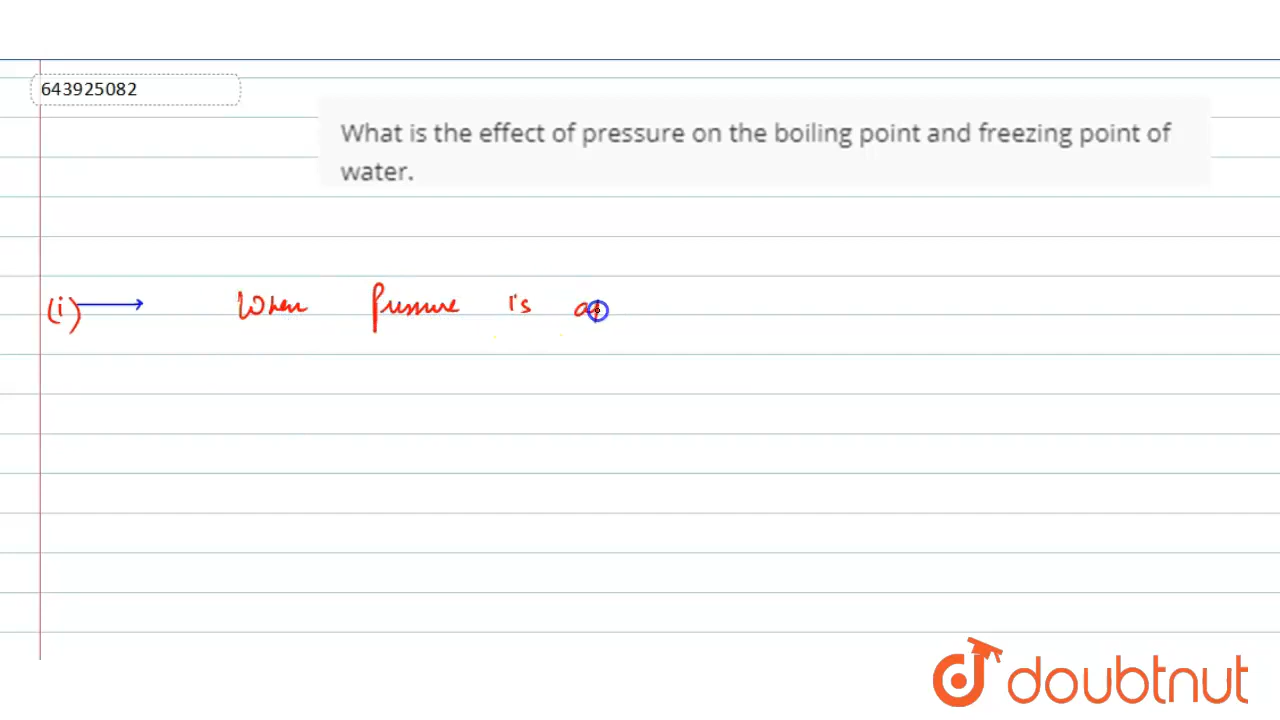 643925082
What is the effect of pressure on the boiling point and freezing point of
water.
(i) → When Pressure is
doubtnut